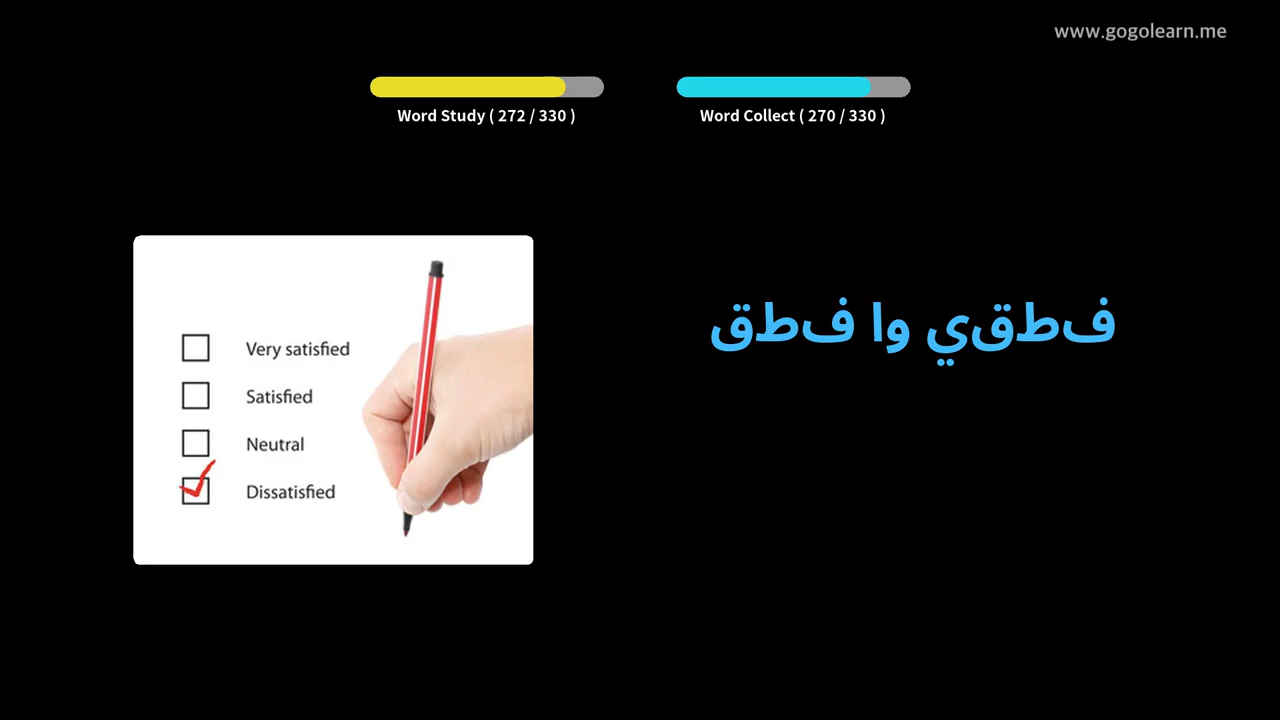 www.gogolearn.me
Word Study ( 272 / 330 )
Word Collect ( 270 / 330 )
Very satisfied
Satisfied
Neutral
Dissatisfied
فطقي وا فطق